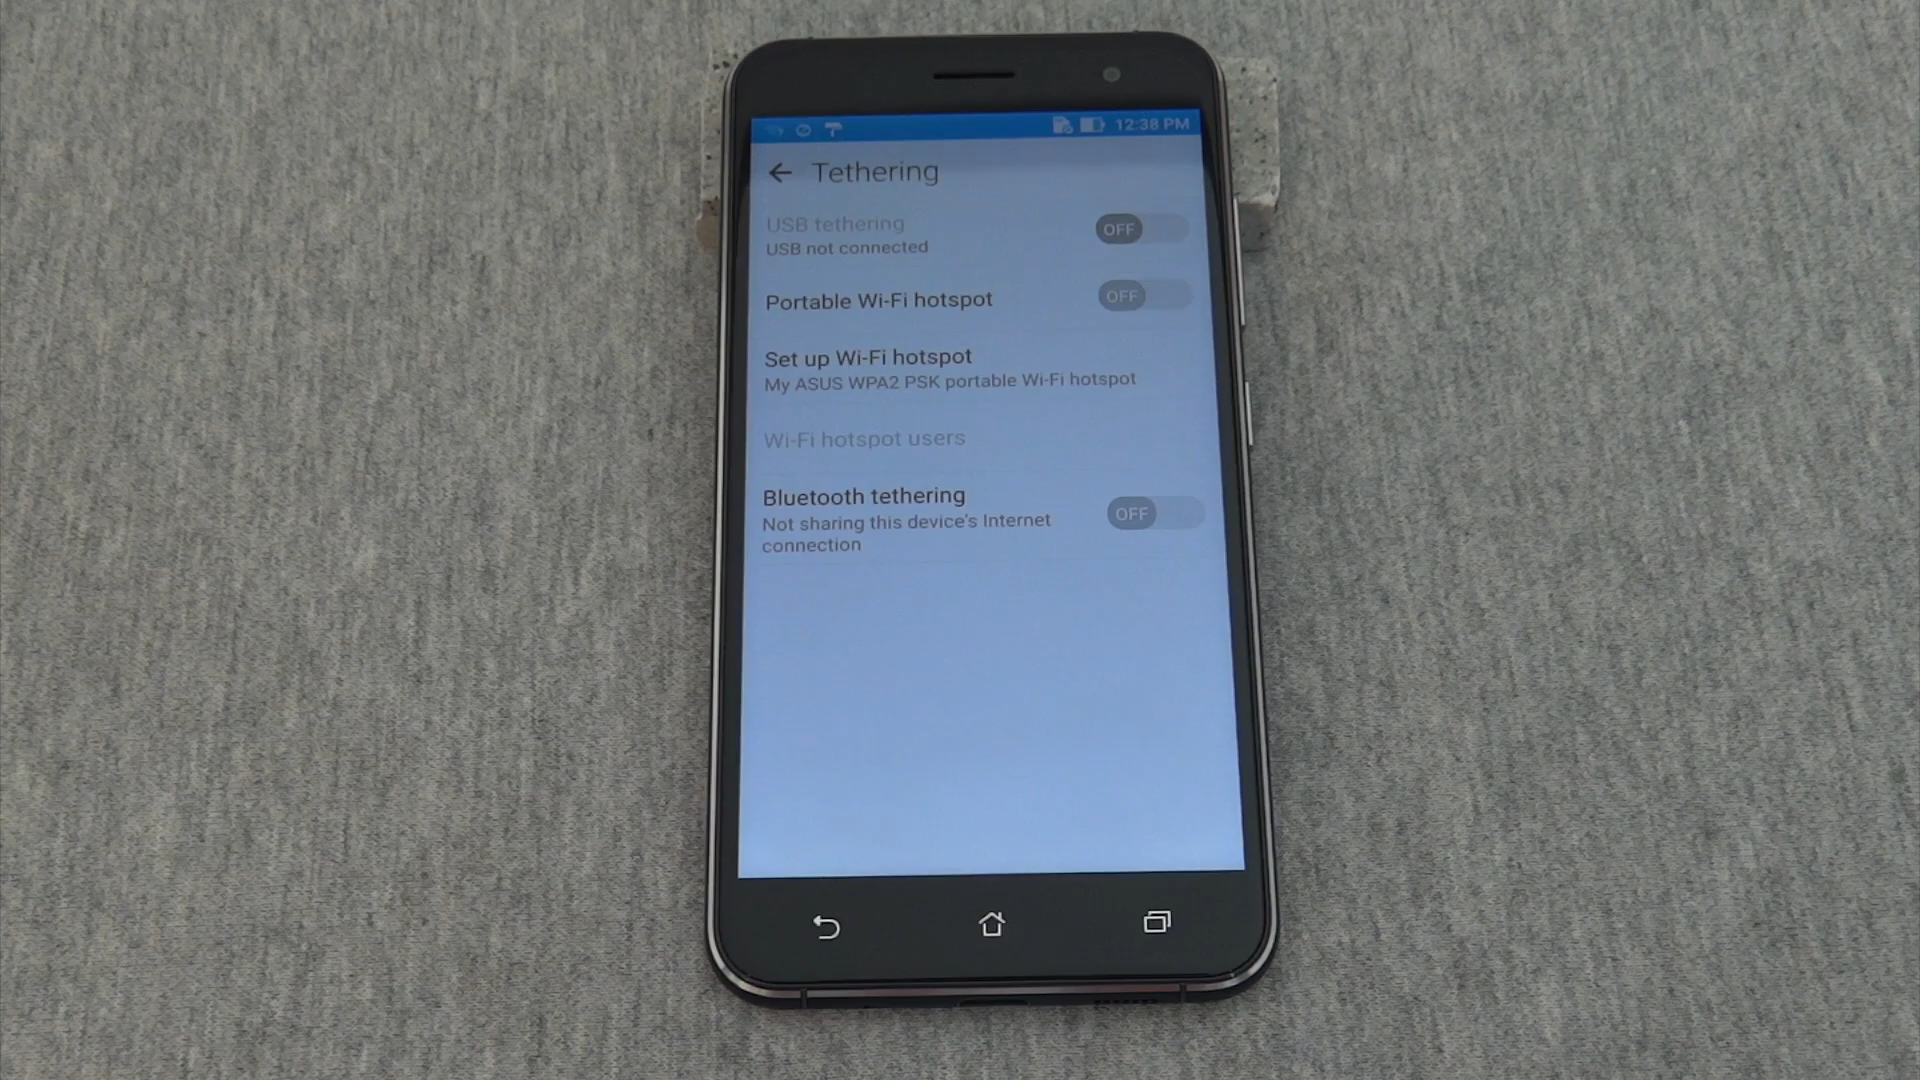 12:38 PM
Tethering
USB tethering
OFF
USB not connected
Portable Wi-Fi hotspot
OFF
Set up Wi-Fi hotspot
My ASUS WPA2 PSK portable Wi-Fi hotspot
Wi-Fi hotspot users
Bluetooth tethering
OFF
Not sharing this device's Internet
connection